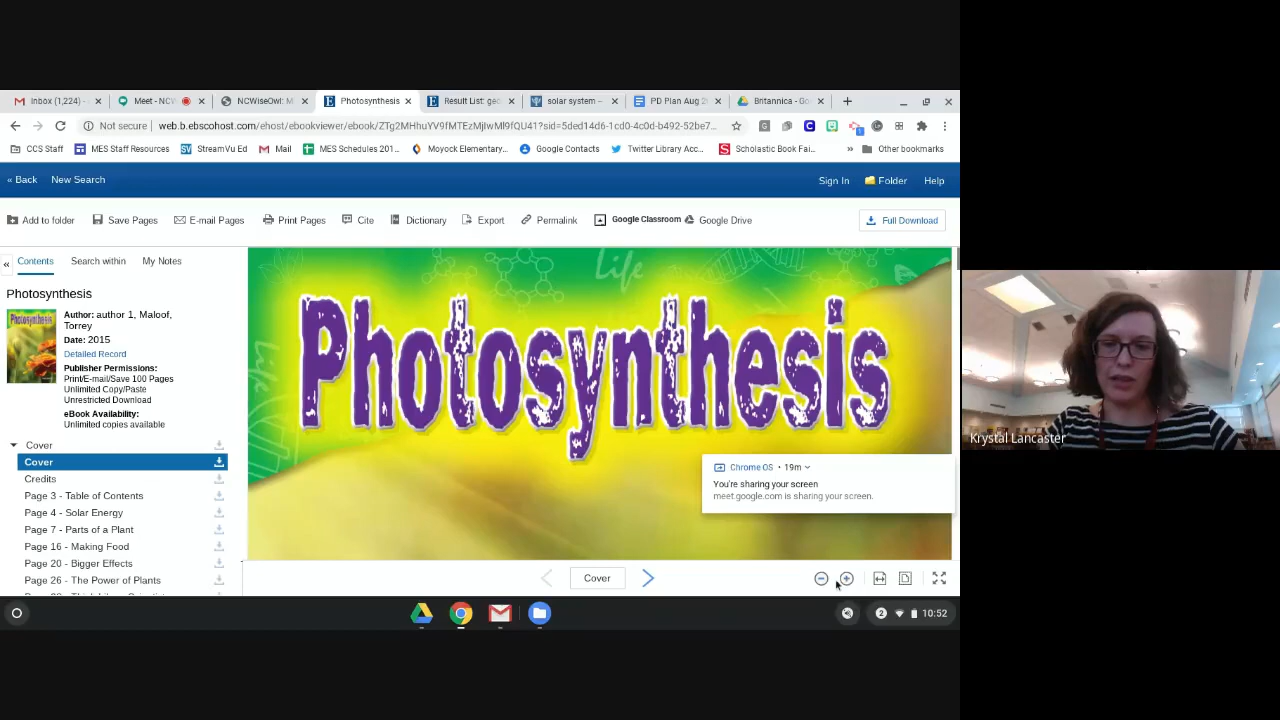 Inbox (1,224) -
Meet - NCW
NCWiseOwl: M
Photosynthesis
Result List: geo
solar system --
PD Plan Aug 2
Britannica - Go
Not secure
web.b.ebscohost.com/ehost/ebookviewer/ebook/ZTg2MHhuYV9fMTEzMjIwMl9fQU41?sid=5ded14d6-1cd0-4c0d-b492-52be7...
CCS Staff
MES Staff Resources
StreamVu Ed
Mail
MES Schedules 201...
Moyock Elementary...
Google Contacts
Twitter Library Acc...
Scholastic Book Fai...
»
Other bookmarks
« Back
New Search
Sign In
Folder
Help
Add to folder
Save Pages
E-mail Pages
Print Pages
Cite
Dictionary
Export
Permalink
Google Classroom
Google Drive
Full Download
«
Contents
Search within
My Notes
Photosynthesis
Author: author 1, Maloof,
Torrey
Date: 2015
Detailed Record
Publisher Permissions:
Print/E-mail/Save 100 Pages
Unlimited Copy/Paste
Unrestricted Download
eBook Availability:
Unlimited copies available
Cover
Cover
Credits
Page 3 - Table of Contents
Page 4 - Solar Energy
Page 7 - Parts of a Plant
Page 16 - Making Food
Page 20 - Bigger Effects
Page 26 - The Power of Plants
Life
Photosynthesis
Chrome OS • 19m
You're sharing your screen
meet.google.com is sharing your screen.
Cover
2
10:52
Krystal Lancaster